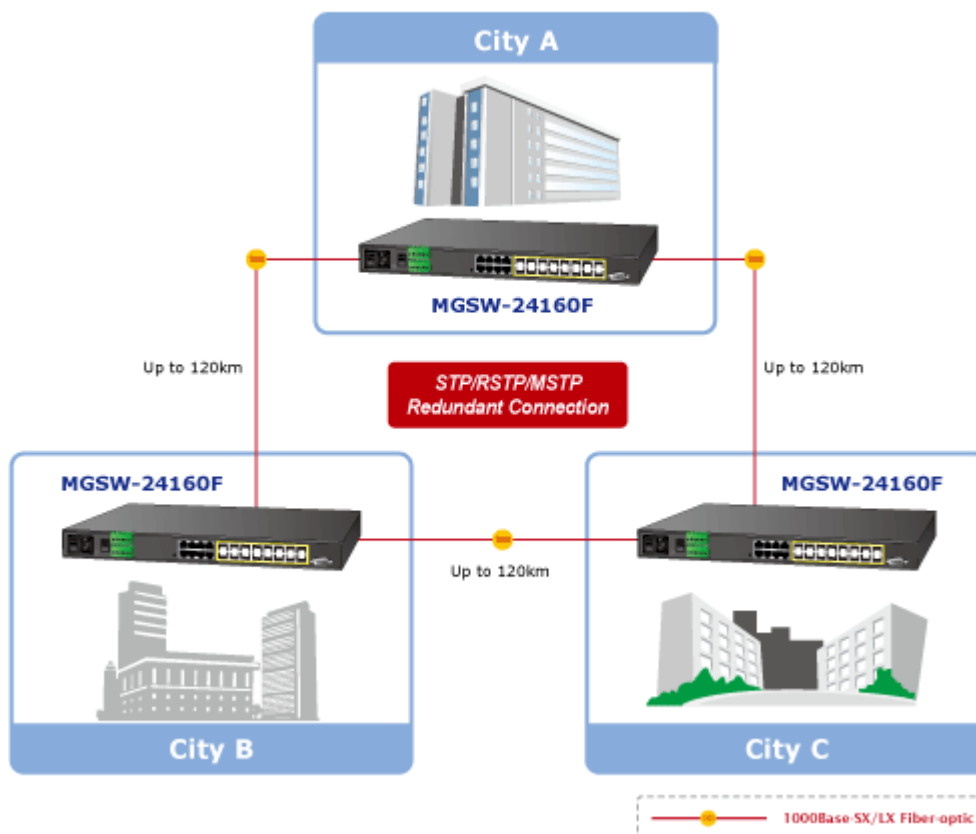 City A
MGSW-24160F
Up to 120km
Up to 120km
STP/RSTP/MSTP
Redundant Connection
MGSW-24160F
MGSW-24160F
Up to 120km
City B
City C
1000Base-SX/LX Fiber-optic